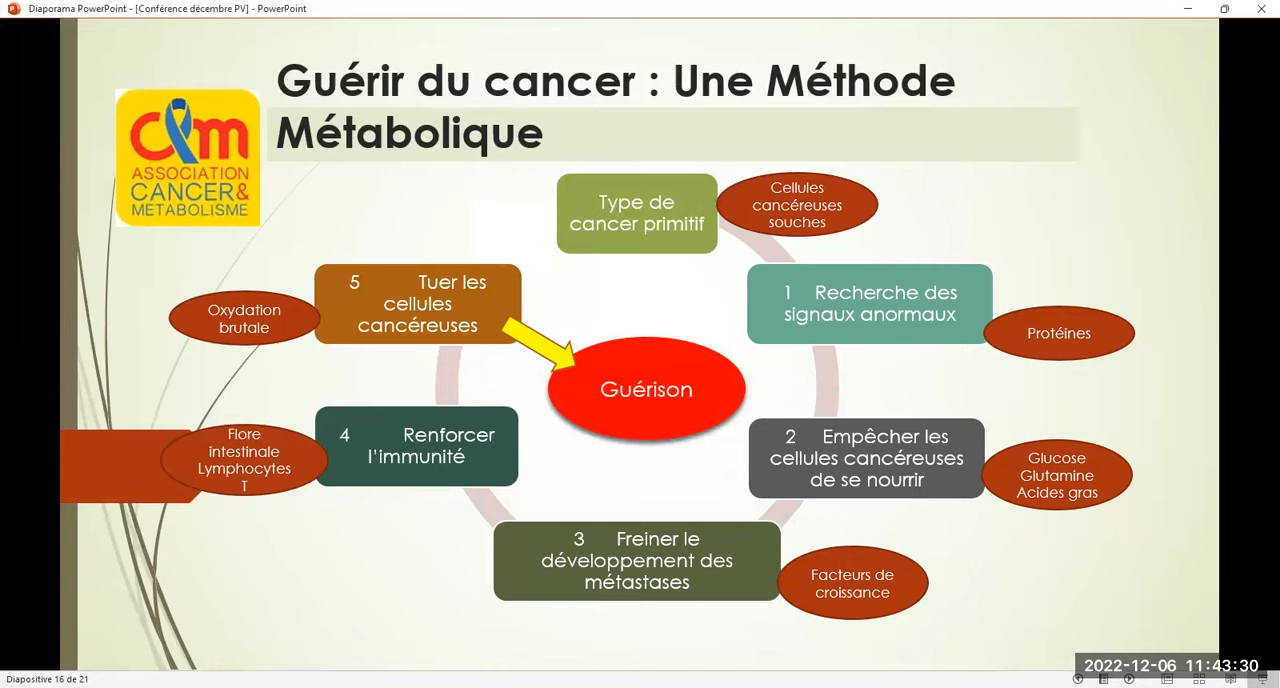 Diaporama PowerPoint - [Conférence décembre PV] - PowerPoint
Guérir du cancer : Une Méthode
Métabolique
c m
ASSOCIATION
CANCER&
METABOLISME
Type de
cancer primitif
Cellules
cancéreuses
souches
1 Recherche des
signaux anormaux
Protéines
2 Empêcher les
cellules cancéreuses
de se nourrir
Glucose
Glutamine
Acides gras
3 Freiner le
développement des
métastases
Facteurs de
croissance
4 Renforcer
l'immunité
Flore
intestinale
Lymphocytes
T
5 Tuer les
cellules
cancéreuses
Oxydation
brutale
Guérison
2022-12-06 11:43:30
Diapositive 16 de 21